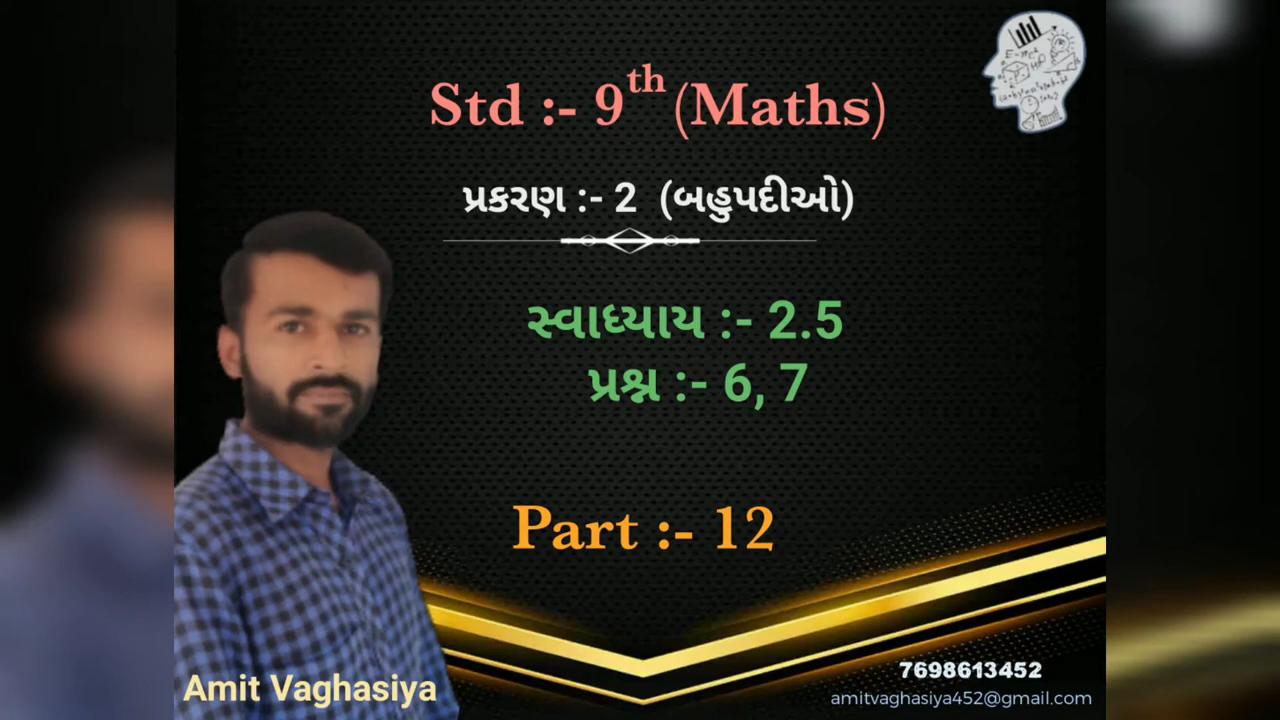 Std :- 9th (Maths)
પ્રકરણ :- 2 (બહુપદીઓ)
સ્વાધ્યાય :- 2.5
પ્રશ્ન :- 6, 7
Part :- 12
7698613452
Amit Vaghasiya
amitvaghasiya452@gmail.com